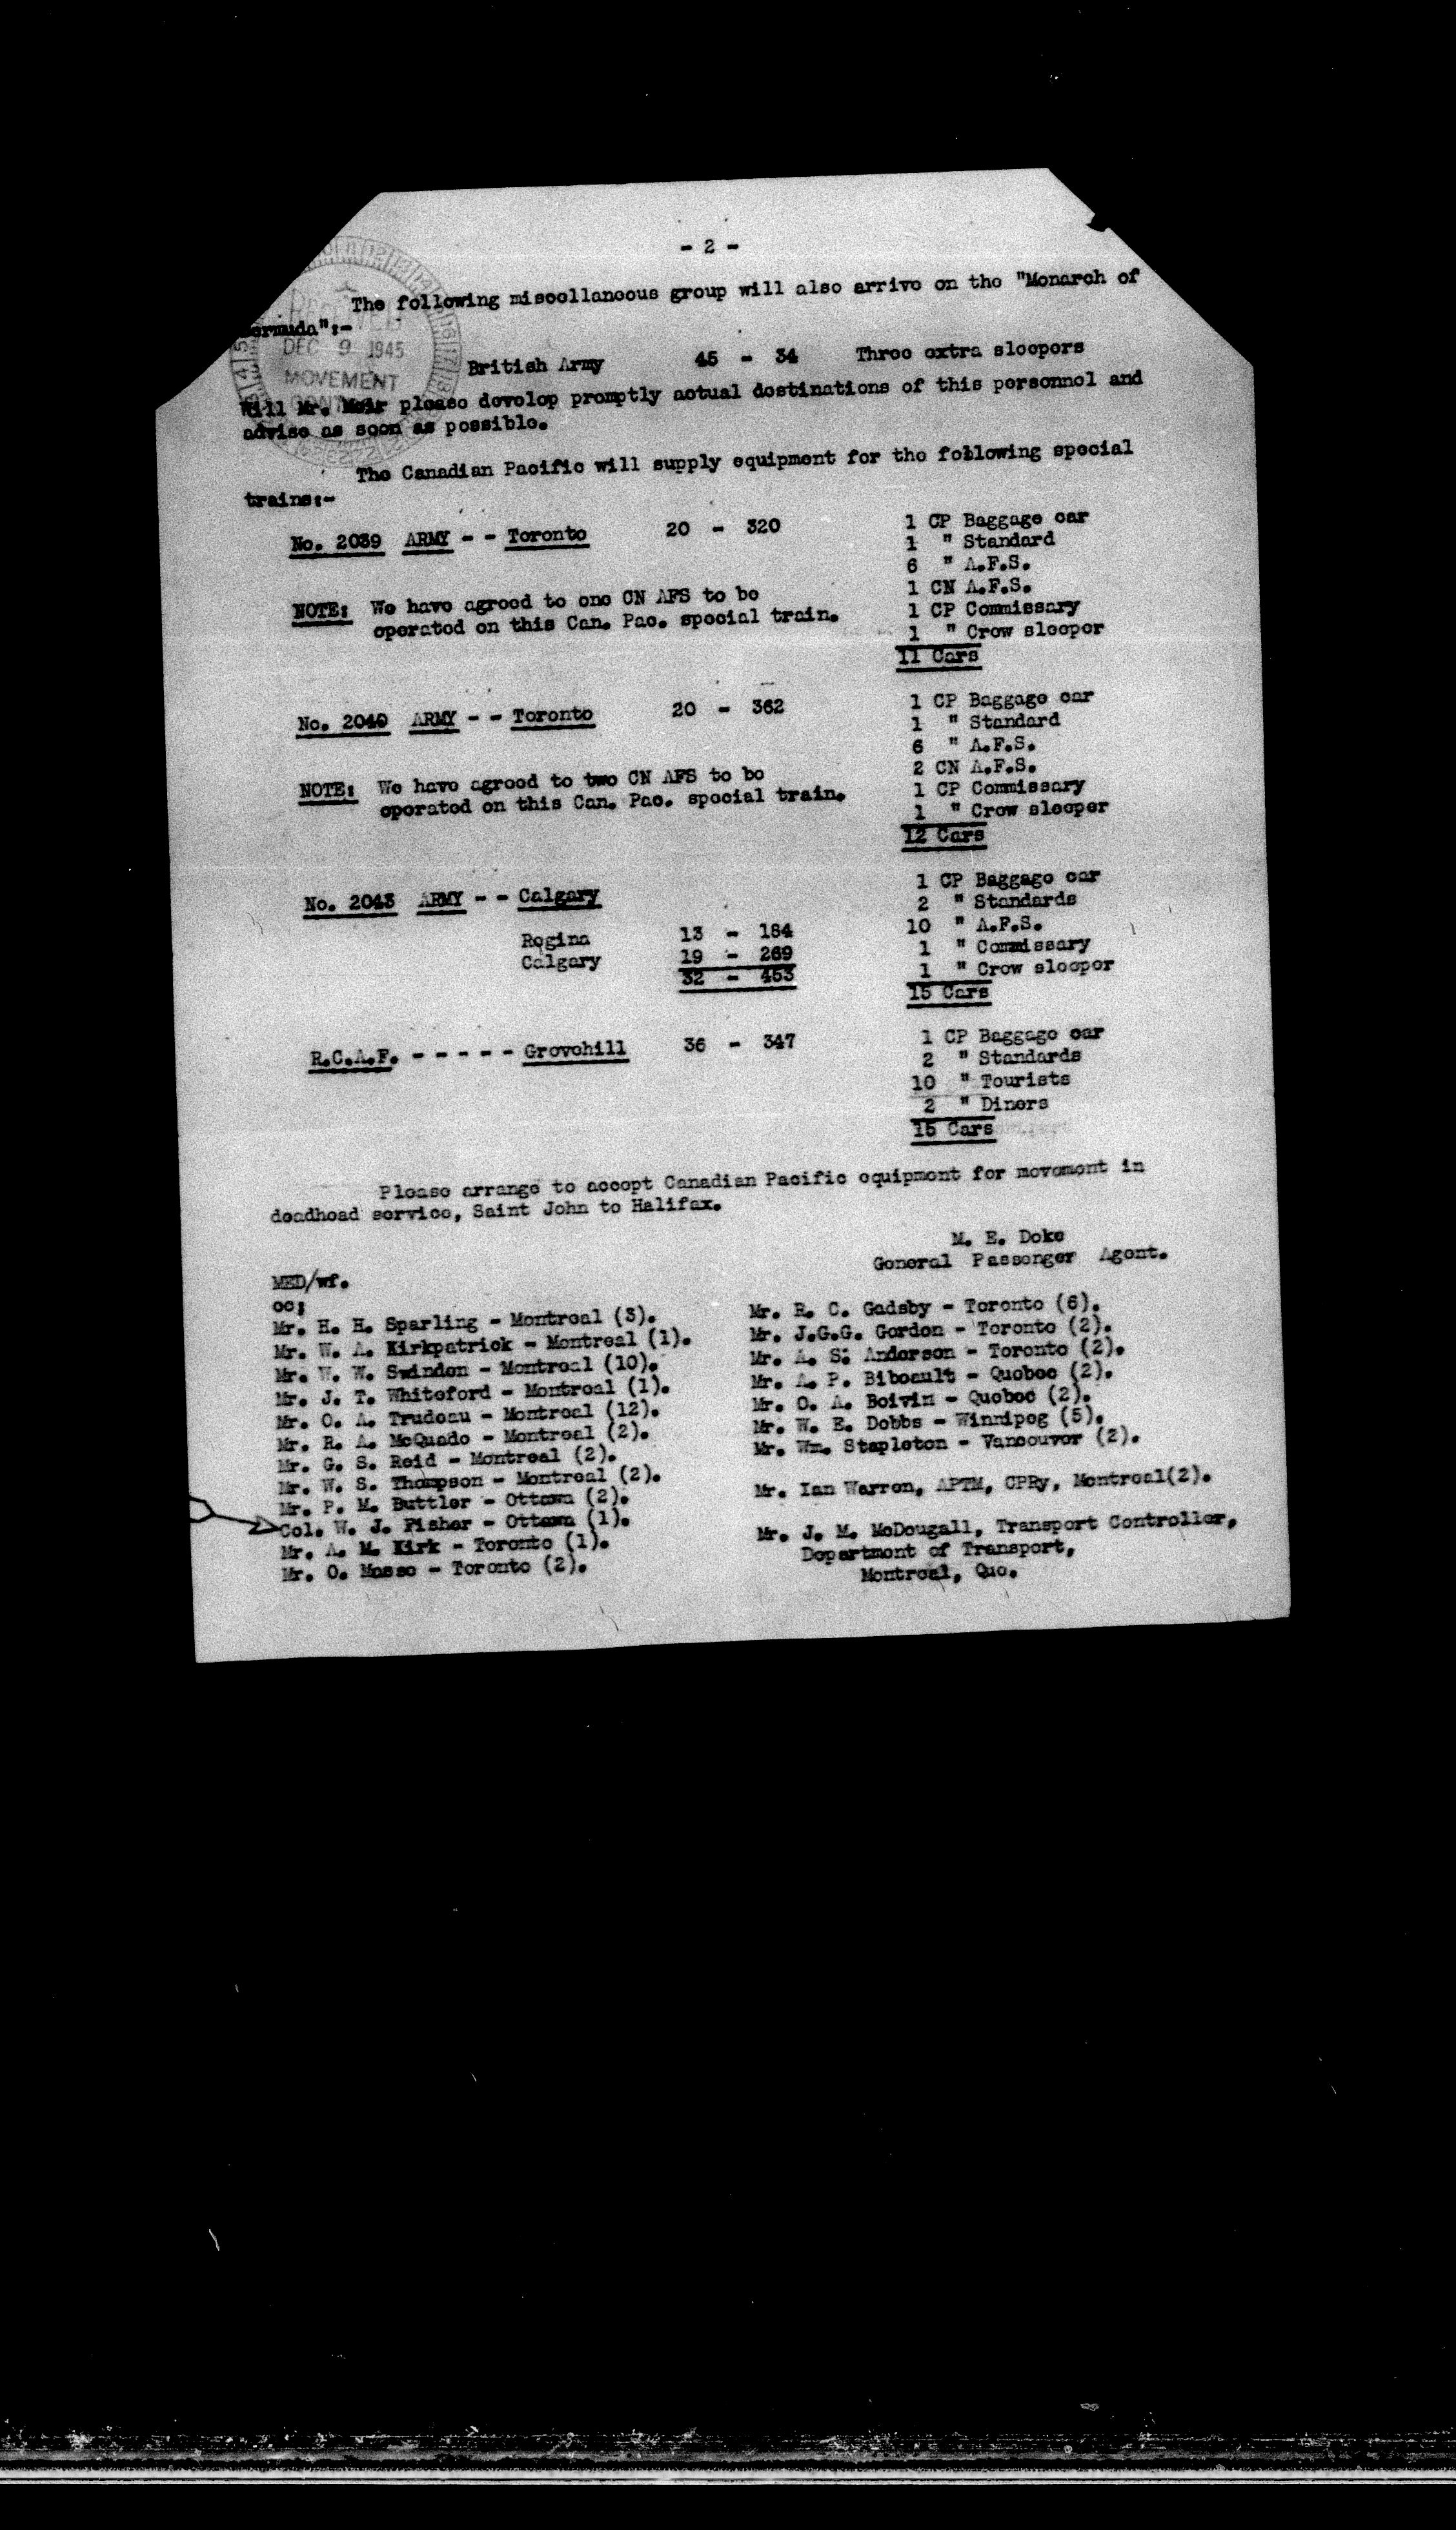 - 2 -
The following miscellaneous group will also arrive on the "Monarch of
ermuda":-
RECEIVED
DEC 9 1945
MOVEMENT
British Army 45 - 34 Three extra sleepers
Will Mr. Meir please develop promptly actual destinations of this personnel and
advise as soon as possible.
The Canadian Pacific will supply equipment for the following special
trains:-
No. 2039 ARMY - - Toronto 20 - 320 1 CP Baggage car
1 " Standard
6 " A.F.S.
1 CN A.F.S.
NOTE: We have agreed to one CN AFS to be 1 CP Commissary
operated on this Can. Pac. special train. 1 " Crew sleeper
11 Cars
No. 2040 ARMY - - Toronto 20 - 362 1 CP Baggage car
1 " Standard
6 " A.F.S.
2 CN A.F.S.
NOTE: We have agreed to two CN AFS to be 1 CP Commissary
operated on this Can. Pac. special train. 1 " Crew sleeper
12 Cars
No. 2043 ARMY - - Calgary 1 CP Baggage car
2 " Standards
Regina 13 - 184 10 " A.F.S.
Calgary 19 - 269 1 " Commissary
32 - 453 1 " Crew sleeper
15 Cars
R.C.A.F. - - - - - Grovehill 36 - 347 1 CP Baggage car
2 " Standards
10 " Tourists
2 " Diners
15 Cars
Please arrange to accept Canadian Pacific equipment for movement in
deadhead service, Saint John to Halifax.
M. E. Doke
General Passenger Agent.
MED/wf.
cc:
Mr. H. H. Sparling - Montreal (3).
Mr. W. A. Kirkpatrick - Montreal (1).
Mr. W. W. Swinden - Montreal (10).
Mr. J. T. Whiteford - Montreal (1).
Mr. O. A. Trudeau - Montreal (12).
Mr. R. A. McQuade - Montreal (2).
Mr. G. S. Reid - Montreal (2).
Mr. W. S. Thompson - Montreal (2).
Mr. P. M. Buttler - Ottawa (2).
Col. W. J. Fisher - Ottawa (1).
Mr. A. M. Kirk - Toronto (1).
Mr. O. Masse - Toronto (2).
Mr. R. C. Gadsby - Toronto (6).
Mr. J.G.G. Gordon - Toronto (2).
Mr. A. S. Anderson - Toronto (2).
Mr. A. P. Bibeault - Quebec (2).
Mr. O. A. Boivin - Quebec (2).
Mr. W. E. Dobbs - Winnipeg (5).
Mr. Wm. Stapleton - Vancouver (2).
Mr. Ian Warren, APTM, CPRy, Montreal(2).
Mr. J. M. McDougall, Transport Controller,
Department of Transport,
Montreal, Que.